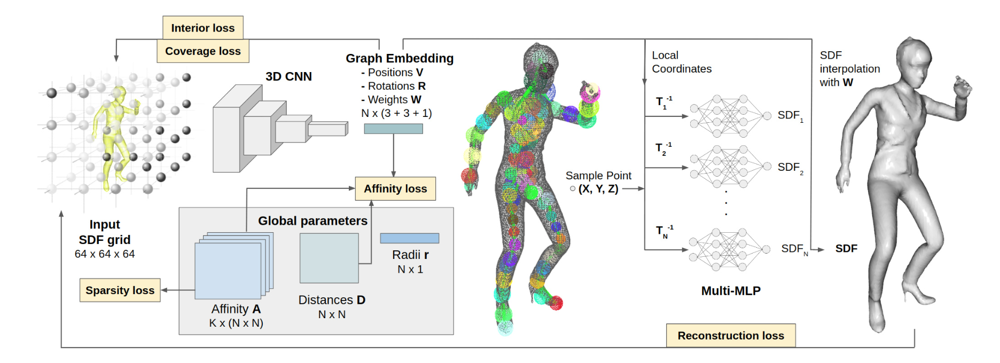 Interior loss
Coverage loss
Graph Embedding
- Positions V
- Rotations R
- Weights W
N x (3 + 3 + 1)
3D CNN
Input
SDF grid
64 x 64 x 64
Affinity loss
Global parameters
Sparsity loss
Affinity A
K x (N x N)
Distances D
N x N
Radii r
N x 1
Sample Point
(X, Y, Z)
Local
Coordinates
T1-1
SDF1
T2-1
SDF2
.
.
.
TN-1
SDFN
Multi-MLP
SDF
interpolation
with W
SDF
Reconstruction loss